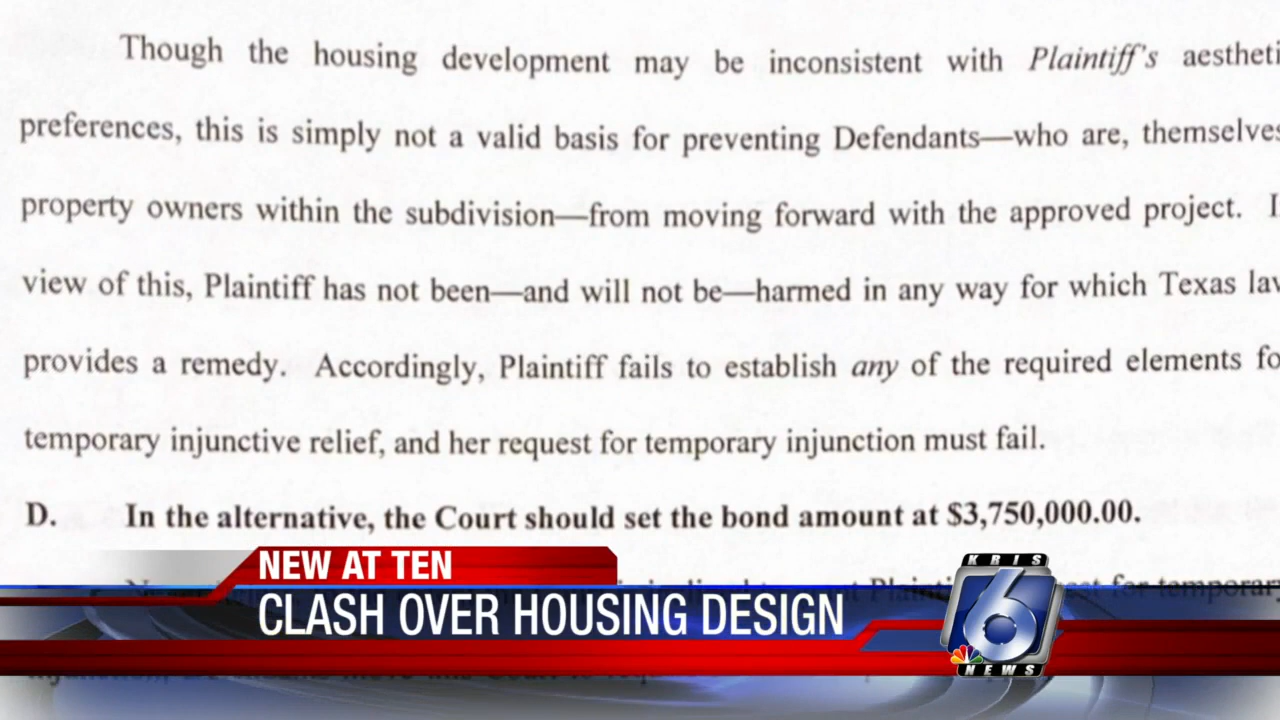 Though the housing development may be inconsistent with Plaintiff's aestheti
preferences, this is simply not a valid basis for preventing Defendants—who are, themselves
property owners within the subdivision—from moving forward with the approved project. I
view of this, Plaintiff has not been—and will not be—harmed in any way for which Texas law
provides a remedy. Accordingly, Plaintiff fails to establish any of the required elements fo
temporary injunctive relief, and her request for temporary injunction must fail.
D. In the alternative, the Court should set the bond amount at $3,750,000.00.
for temporary
NEW AT TEN
CLASH OVER HOUSING DESIGN
KRIS
6
NEWS